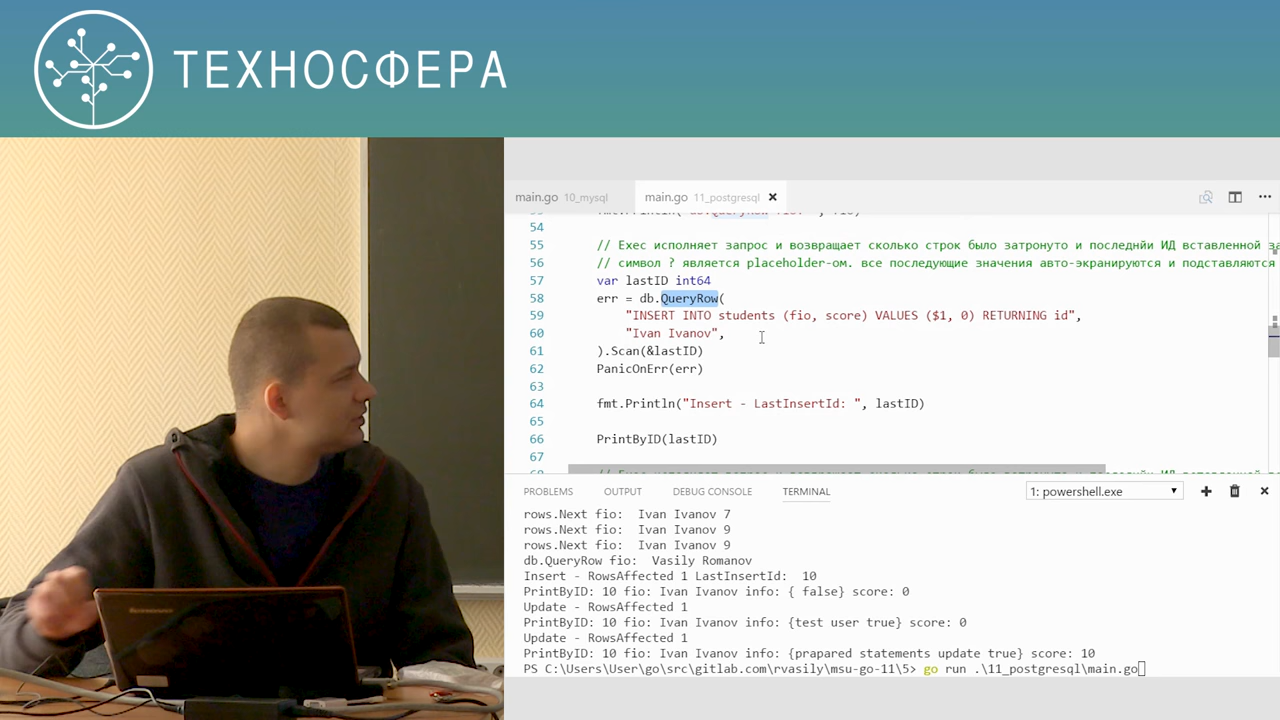 ТЕХНОСФЕРА
main.go 10_mysql main.go 11_postgresql
54
55 // Exec исполняет запрос и возвращает сколько строк было затронуто и последнйи ИД вставленной
56 // символ ? является placeholder-ом. все последующие значения авто-экранируются и подставляются
57 var lastID int64
58 err = db.QueryRow(
59 "INSERT INTO students (fio, score) VALUES ($1, 0) RETURNING id",
60 "Ivan Ivanov",
61 ).Scan(&lastID)
62 PanicOnErr(err)
63
64 fmt.Println("Insert - LastInsertId: ", lastID)
65
66 PrintByID(lastID)
67
PROBLEMS OUTPUT DEBUG CONSOLE TERMINAL 1: powershell.exe
rows.Next fio: Ivan Ivanov 7
rows.Next fio: Ivan Ivanov 9
rows.Next fio: Ivan Ivanov 9
db.QueryRow fio: Vasily Romanov
Insert - RowsAffected 1 LastInsertId: 10
PrintByID: 10 fio: Ivan Ivanov info: { false} score: 0
Update - RowsAffected 1
PrintByID: 10 fio: Ivan Ivanov info: {test user true} score: 0
Update - RowsAffected 1
PrintByID: 10 fio: Ivan Ivanov info: {prapared statements update true} score: 10
PS C:\Users\User\go\src\gitlab.com\rvasily\msu-go-11\5> go run .\11_postgresql\main.go